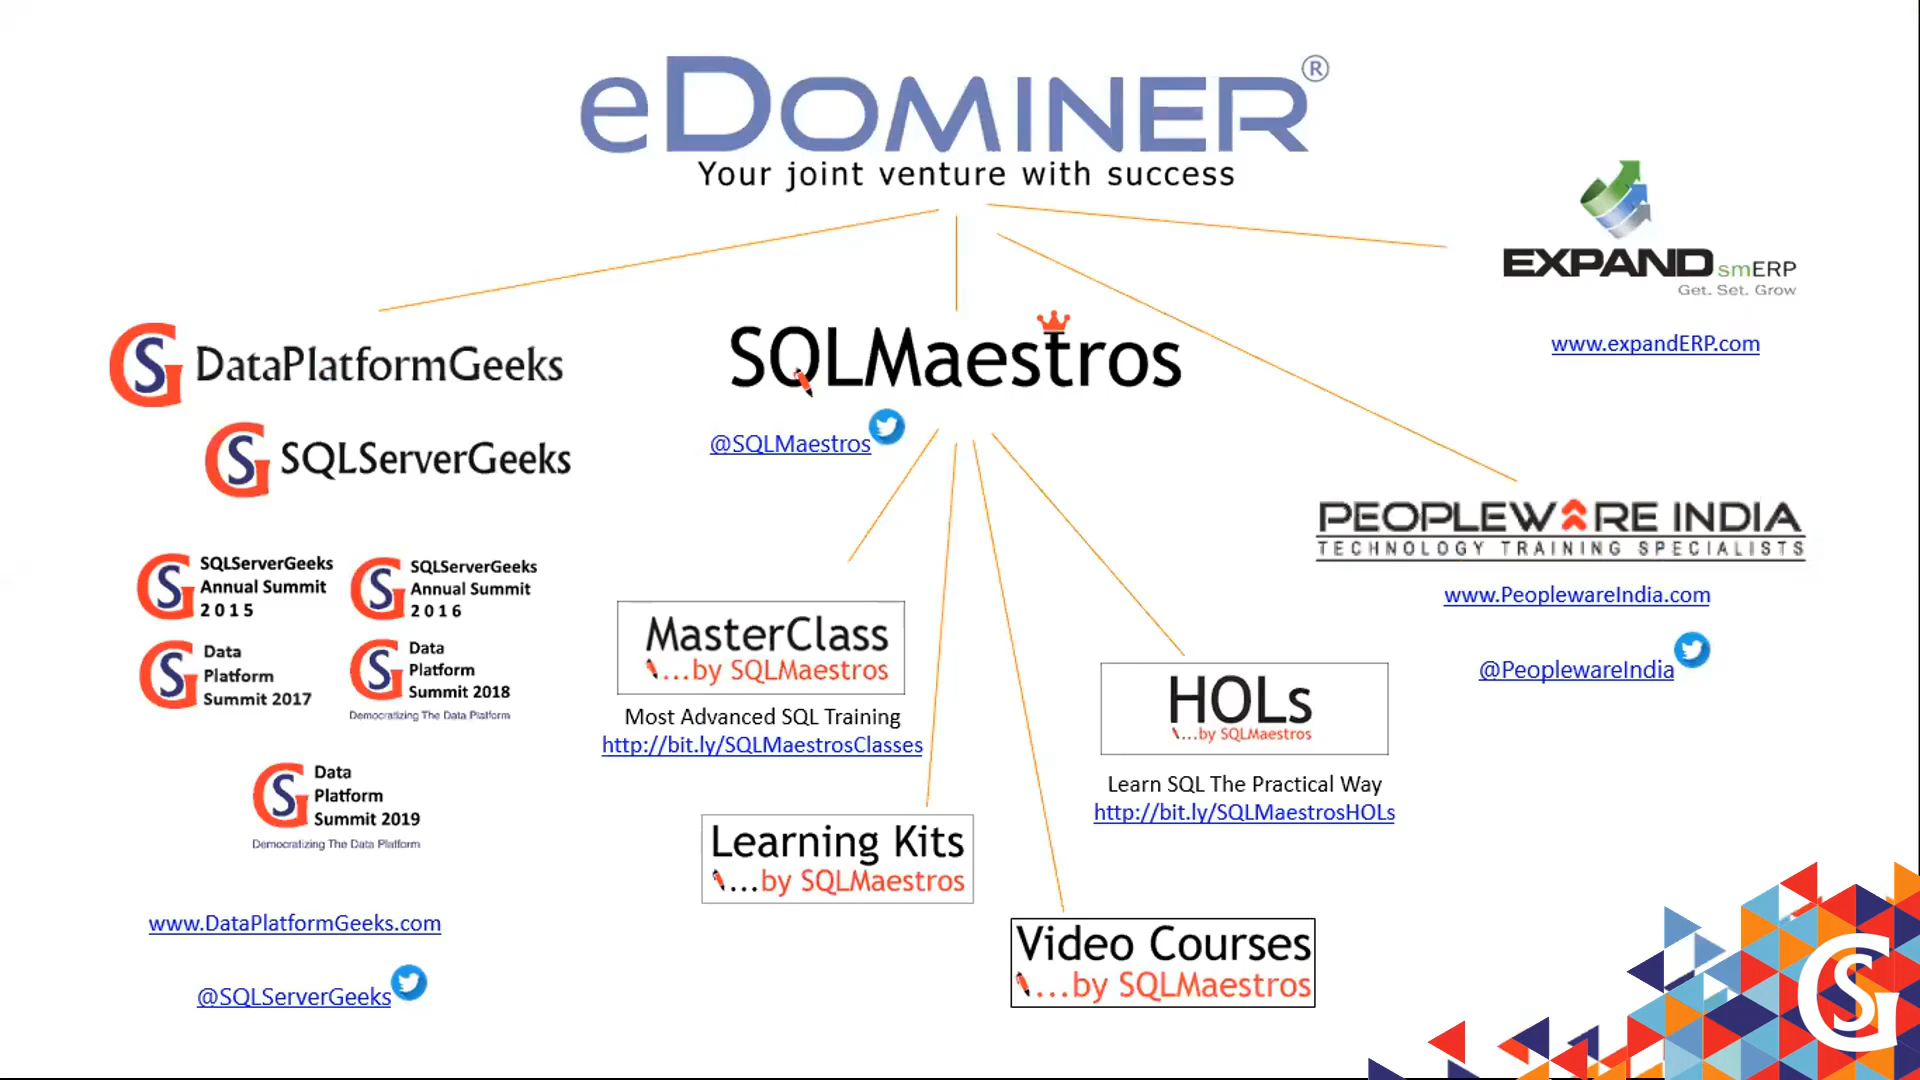 eDOMINER®
Your joint venture with success
EXPAND smERP
Get. Set. Grow
www.expandERP.com
DataPlatformGeeks
SQLServerGeeks
SQLServerGeeks
Annual Summit
2015
SQLServerGeeks
Annual Summit
2016
Data
Platform
Summit 2017
Data
Platform
Summit 2018
Democratizing The Data Platform
Data
Platform
Summit 2019
Democratizing The Data Platform
www.DataPlatformGeeks.com
@SQLServerGeeks
SQLMaestros
@SQLMaestros
MasterClass
...by SQLMaestros
Most Advanced SQL Training
http://bit.ly/SQLMaestrosClasses
Learning Kits
...by SQLMaestros
Video Courses
...by SQLMaestros
HOLs
...by SQLMaestros
Learn SQL The Practical Way
http://bit.ly/SQLMaestrosHOLs
PEOPLEWARE INDIA
TECHNOLOGY TRAINING SPECIALISTS
www.PeoplewareIndia.com
@PeoplewareIndia